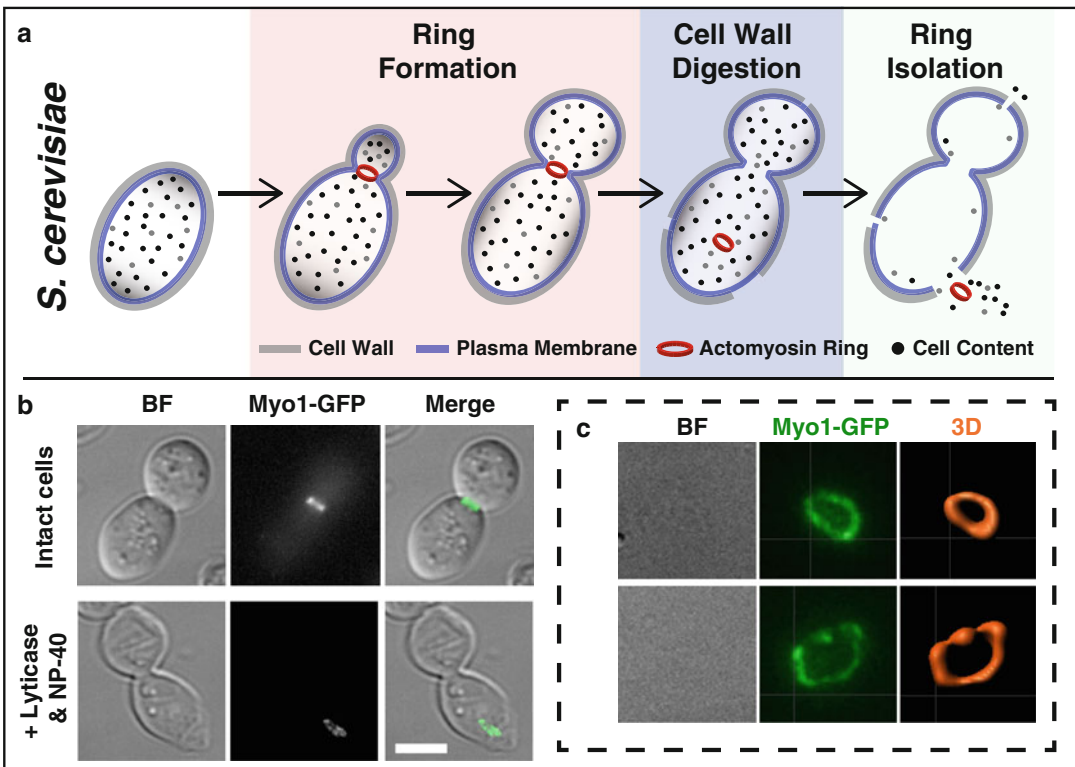 a
S. cerevisiae
Ring
Formation
Cell Wall
Digestion
Ring
Isolation
Cell Wall
Plasma Membrane
Actomyosin Ring
Cell Content
b
BF
Myo1-GFP
Merge
Intact cells
+ Lyticase
& NP-40
c
BF
Myo1-GFP
3D